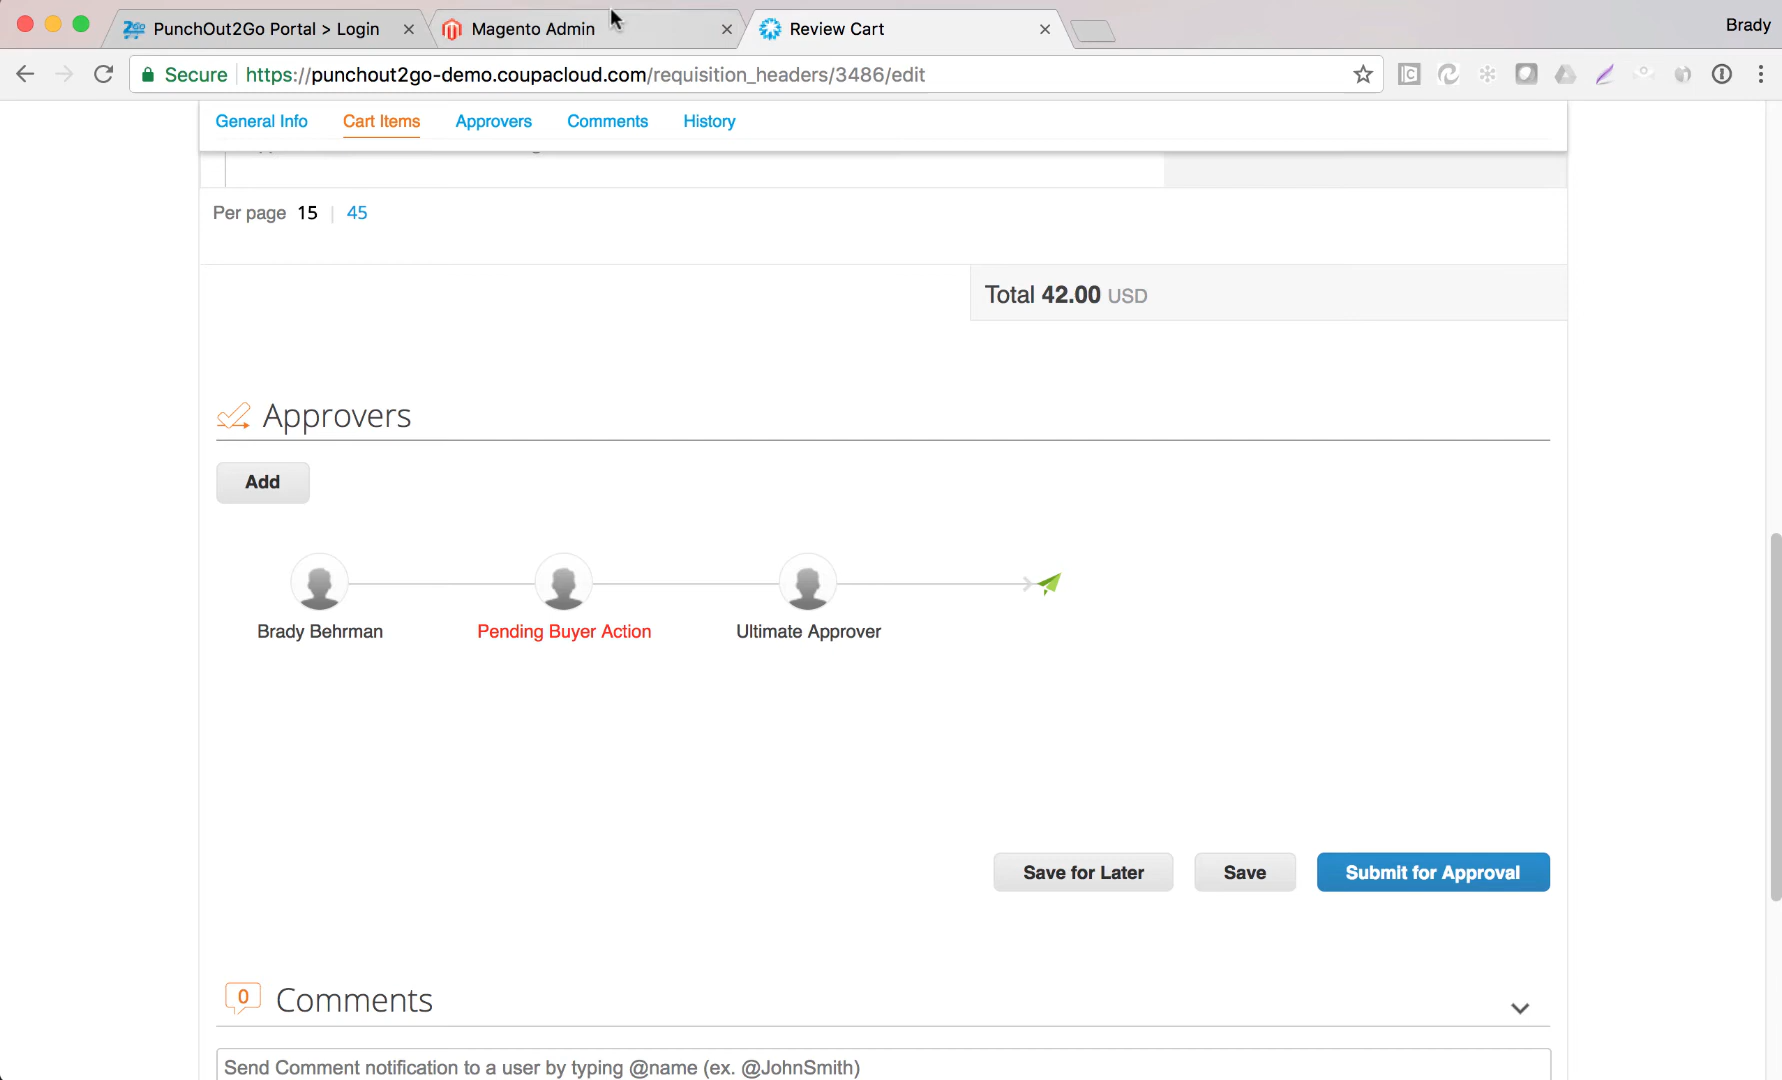 PunchOut2Go Portal > Login
Magento Admin
Review Cart
Brady
Secure
https://punchout2go-demo.coupacloud.com/requisition_headers/3486/edit
General Info
Cart Items
Approvers
Comments
History
Per page 15 | 45
Total 42.00 USD
Approvers
Add
Brady Behrman
Pending Buyer Action
Ultimate Approver
Save for Later
Save
Submit for Approval
0
Comments
Send Comment notification to a user by typing @name (ex. @JohnSmith)